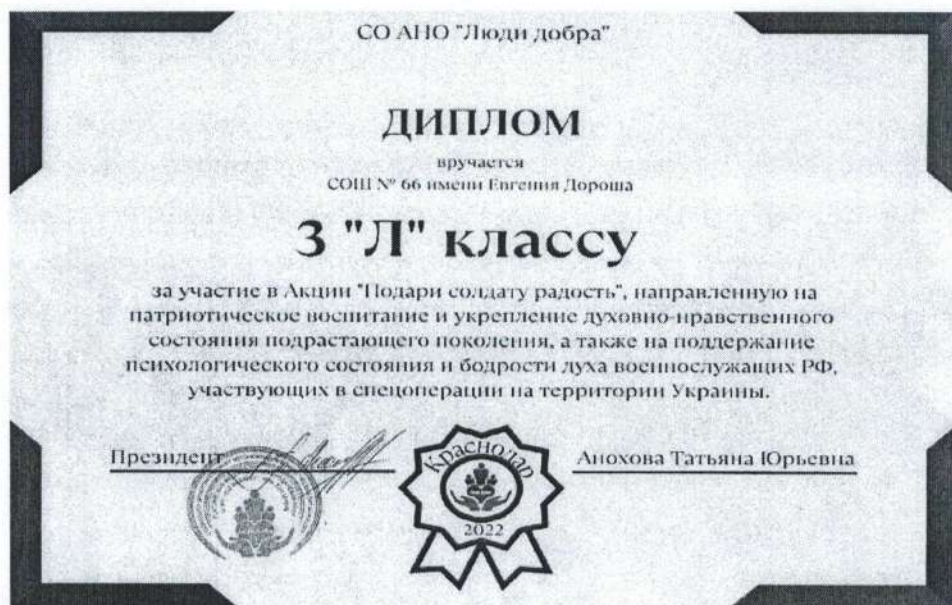 СО АНО "Люди добра"
ДИПЛОМ
вручается
СОШ № 66 имени Евгения Дороша
3 "Л" классу
за участие в Акции "Подари солдату радость", направленную на
патриотическое воспитание и укрепление духовно-нравственного
состояния подрастающего поколения, а также на поддержание
психологического состояния и бодрости духа военнослужащих РФ,
участвующих в спецоперации на территории Украины.
Президент
Краснодар
2022
Анохова Татьяна Юрьевна